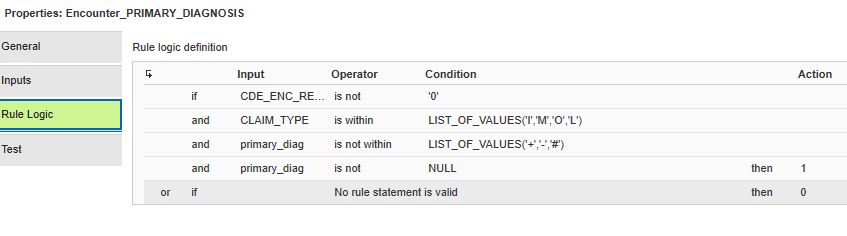 Properties: Encounter_PRIMARY_DIAGNOSIS
General
Inputs
Rule Logic
Test
Rule logic definition
Input Operator Condition Action
if CDE_ENC_RE... is not '0'
and CLAIM_TYPE is within LIST_OF_VALUES('I','M','O','L')
and primary_diag is not within LIST_OF_VALUES('+','-','#')
and primary_diag is not NULL then 1
or if No rule statement is valid then 0